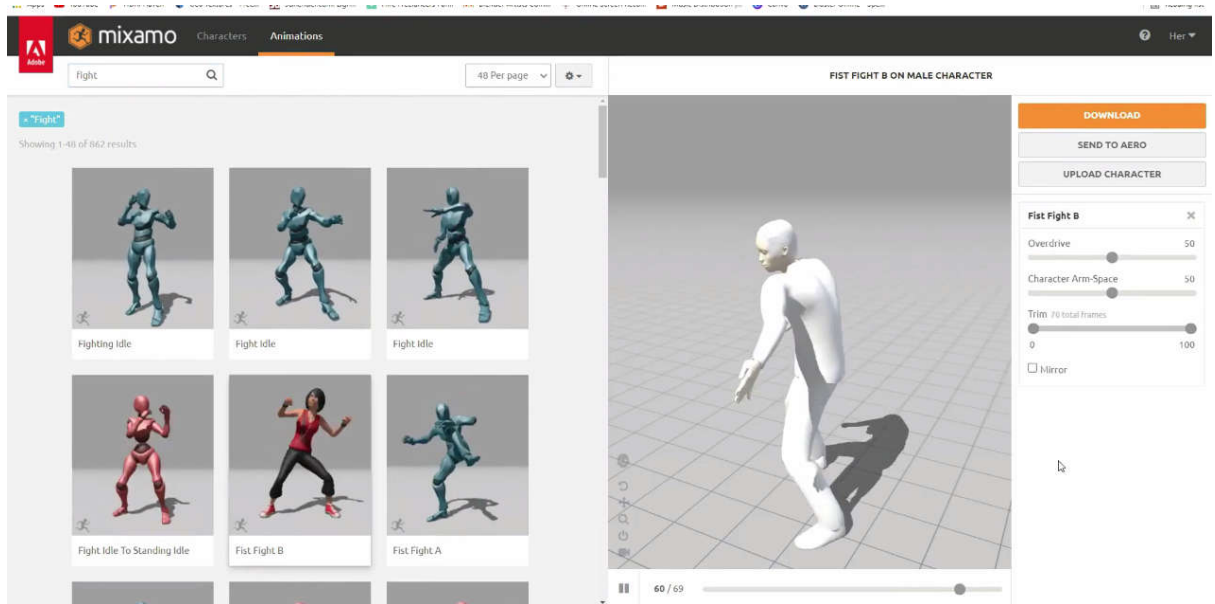 Apps
YouTube
mixamo
Characters
Animations
Her
Adobe
fight
48 Per page
FIST FIGHT B ON MALE CHARACTER
× "Fight"
Showing 1-48 of 862 results
DOWNLOAD
SEND TO AERO
UPLOAD CHARACTER
Fist Fight B
Overdrive 50
Character Arm-Space 50
Trim 70 total frames
0 100
Mirror
Fighting Idle
Fight Idle
Fight Idle
Fight Idle To Standing Idle
Fist Fight B
Fist Fight A
60 / 69